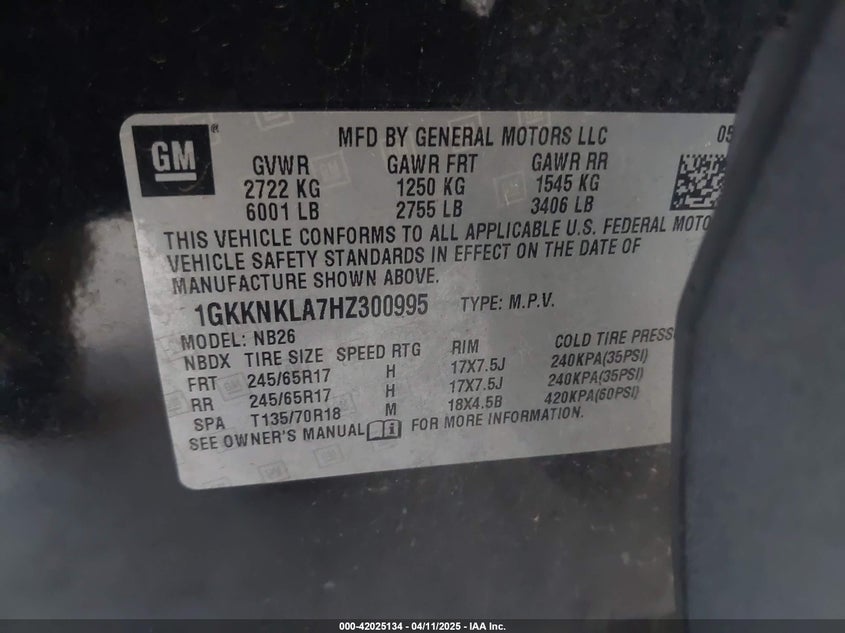 GM®
MFD BY GENERAL MOTORS LLC 05
GVWR GAWR FRT GAWR RR
2722 KG 1250 KG 1545 KG
6001 LB 2755 LB 3406 LB
THIS VEHICLE CONFORMS TO ALL APPLICABLE U.S. FEDERAL MOTO
VEHICLE SAFETY STANDARDS IN EFFECT ON THE DATE OF
MANUFACTURE SHOWN ABOVE.
1GKKNKLA7HZ300995 TYPE: M.P.V.
MODEL: NB26
NBDX TIRE SIZE SPEED RTG RIM COLD TIRE PRESS
FRT 245/65R17 H 17X7.5J 240KPA(35PSI)
RR 245/65R17 H 17X7.5J 240KPA(35PSI)
SPA T135/70R18 M 18X4.5B 420KPA(60PSI)
SEE OWNER'S MANUAL FOR MORE INFORMATION.
000-42025134 - 04/11/2025 - IAA Inc.